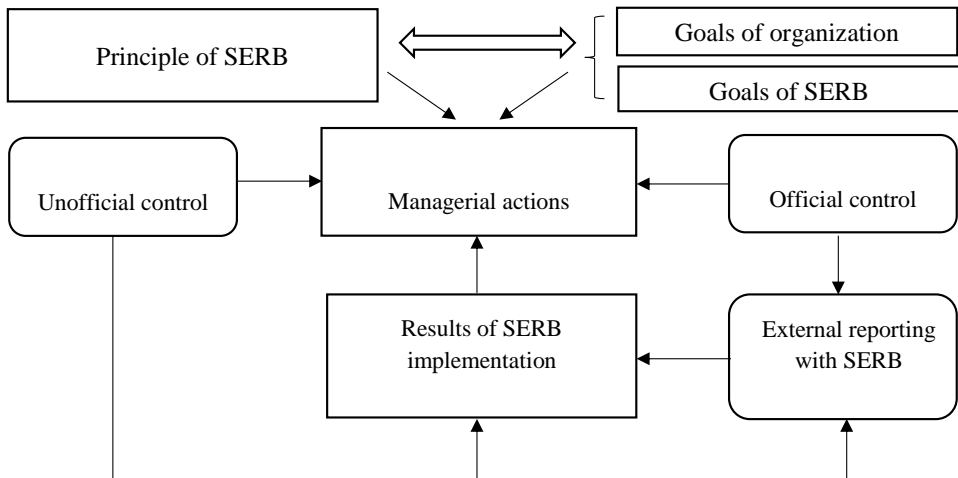 Principle of SERB
Goals of organization
Goals of SERB
Unofficial control
Managerial actions
Official control
Results of SERB
implementation
External reporting
with SERB